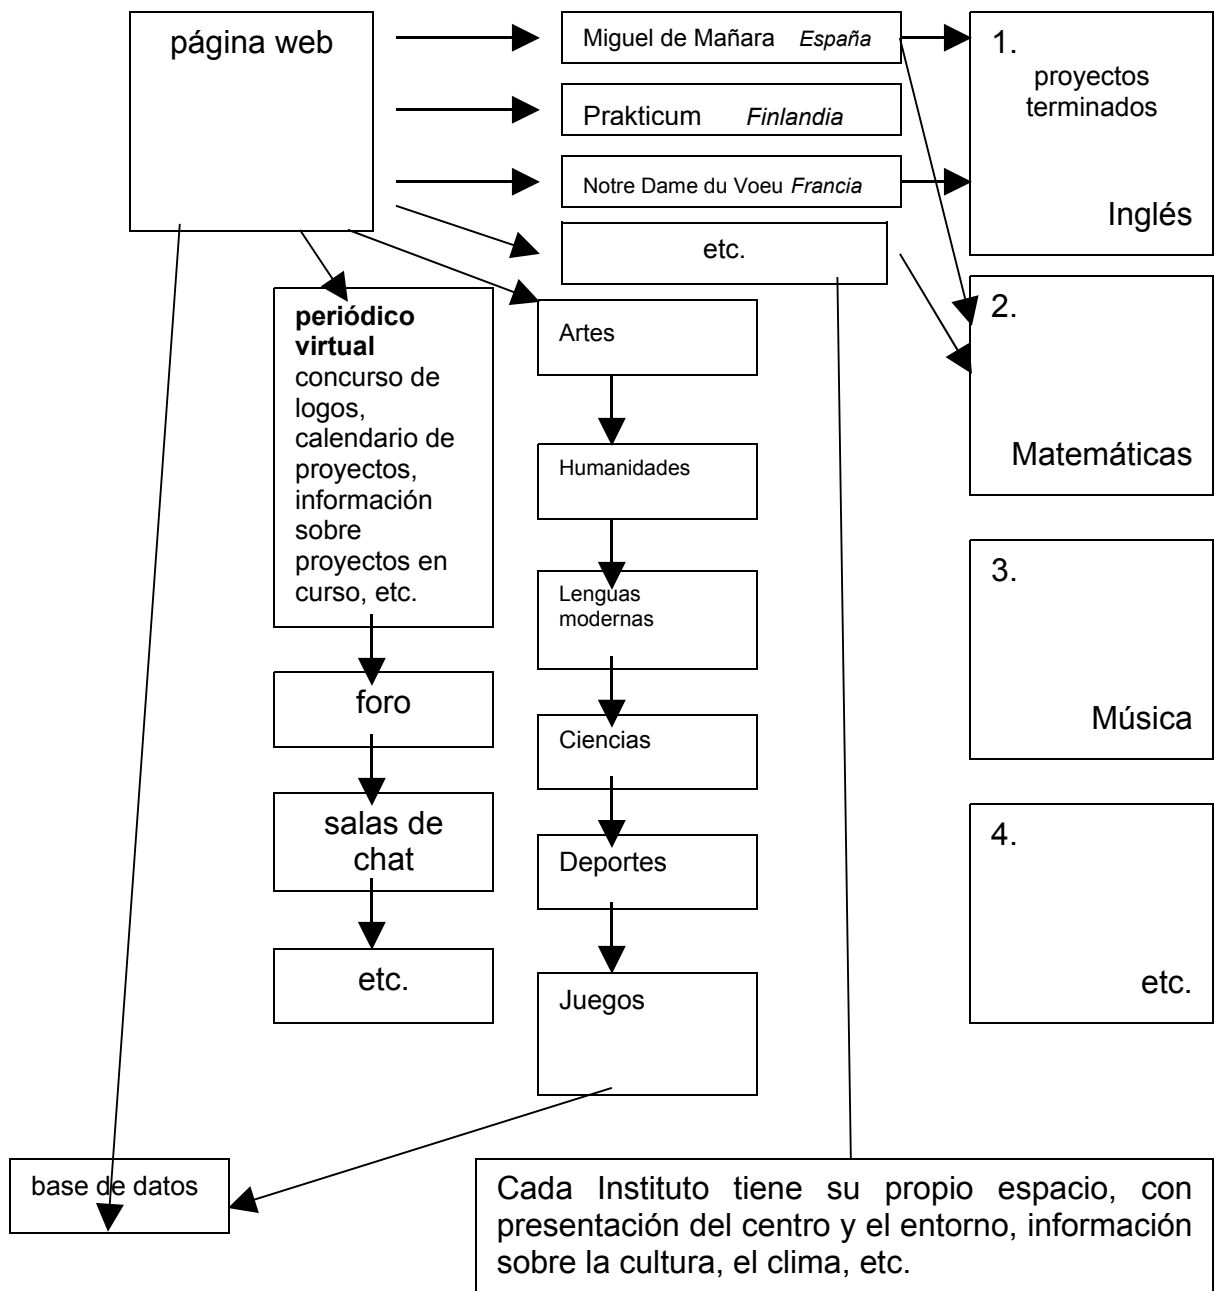 página web
Miguel de Mañara España
Prakticum Finlandia
Notre Dame du Voeu Francia
etc.
1.
proyectos
terminados
Inglés
2.
Matemáticas
3.
Música
4.
etc.
periódico
virtual
concurso de
logos,
calendario de
proyectos,
información
sobre
proyectos en
curso, etc.
foro
salas de
chat
etc.
Artes
Humanidades
Lenguas
modernas
Ciencias
Deportes
Juegos
base de datos
Cada Instituto tiene su propio espacio, con
presentación del centro y el entorno, información
sobre la cultura, el clima, etc.